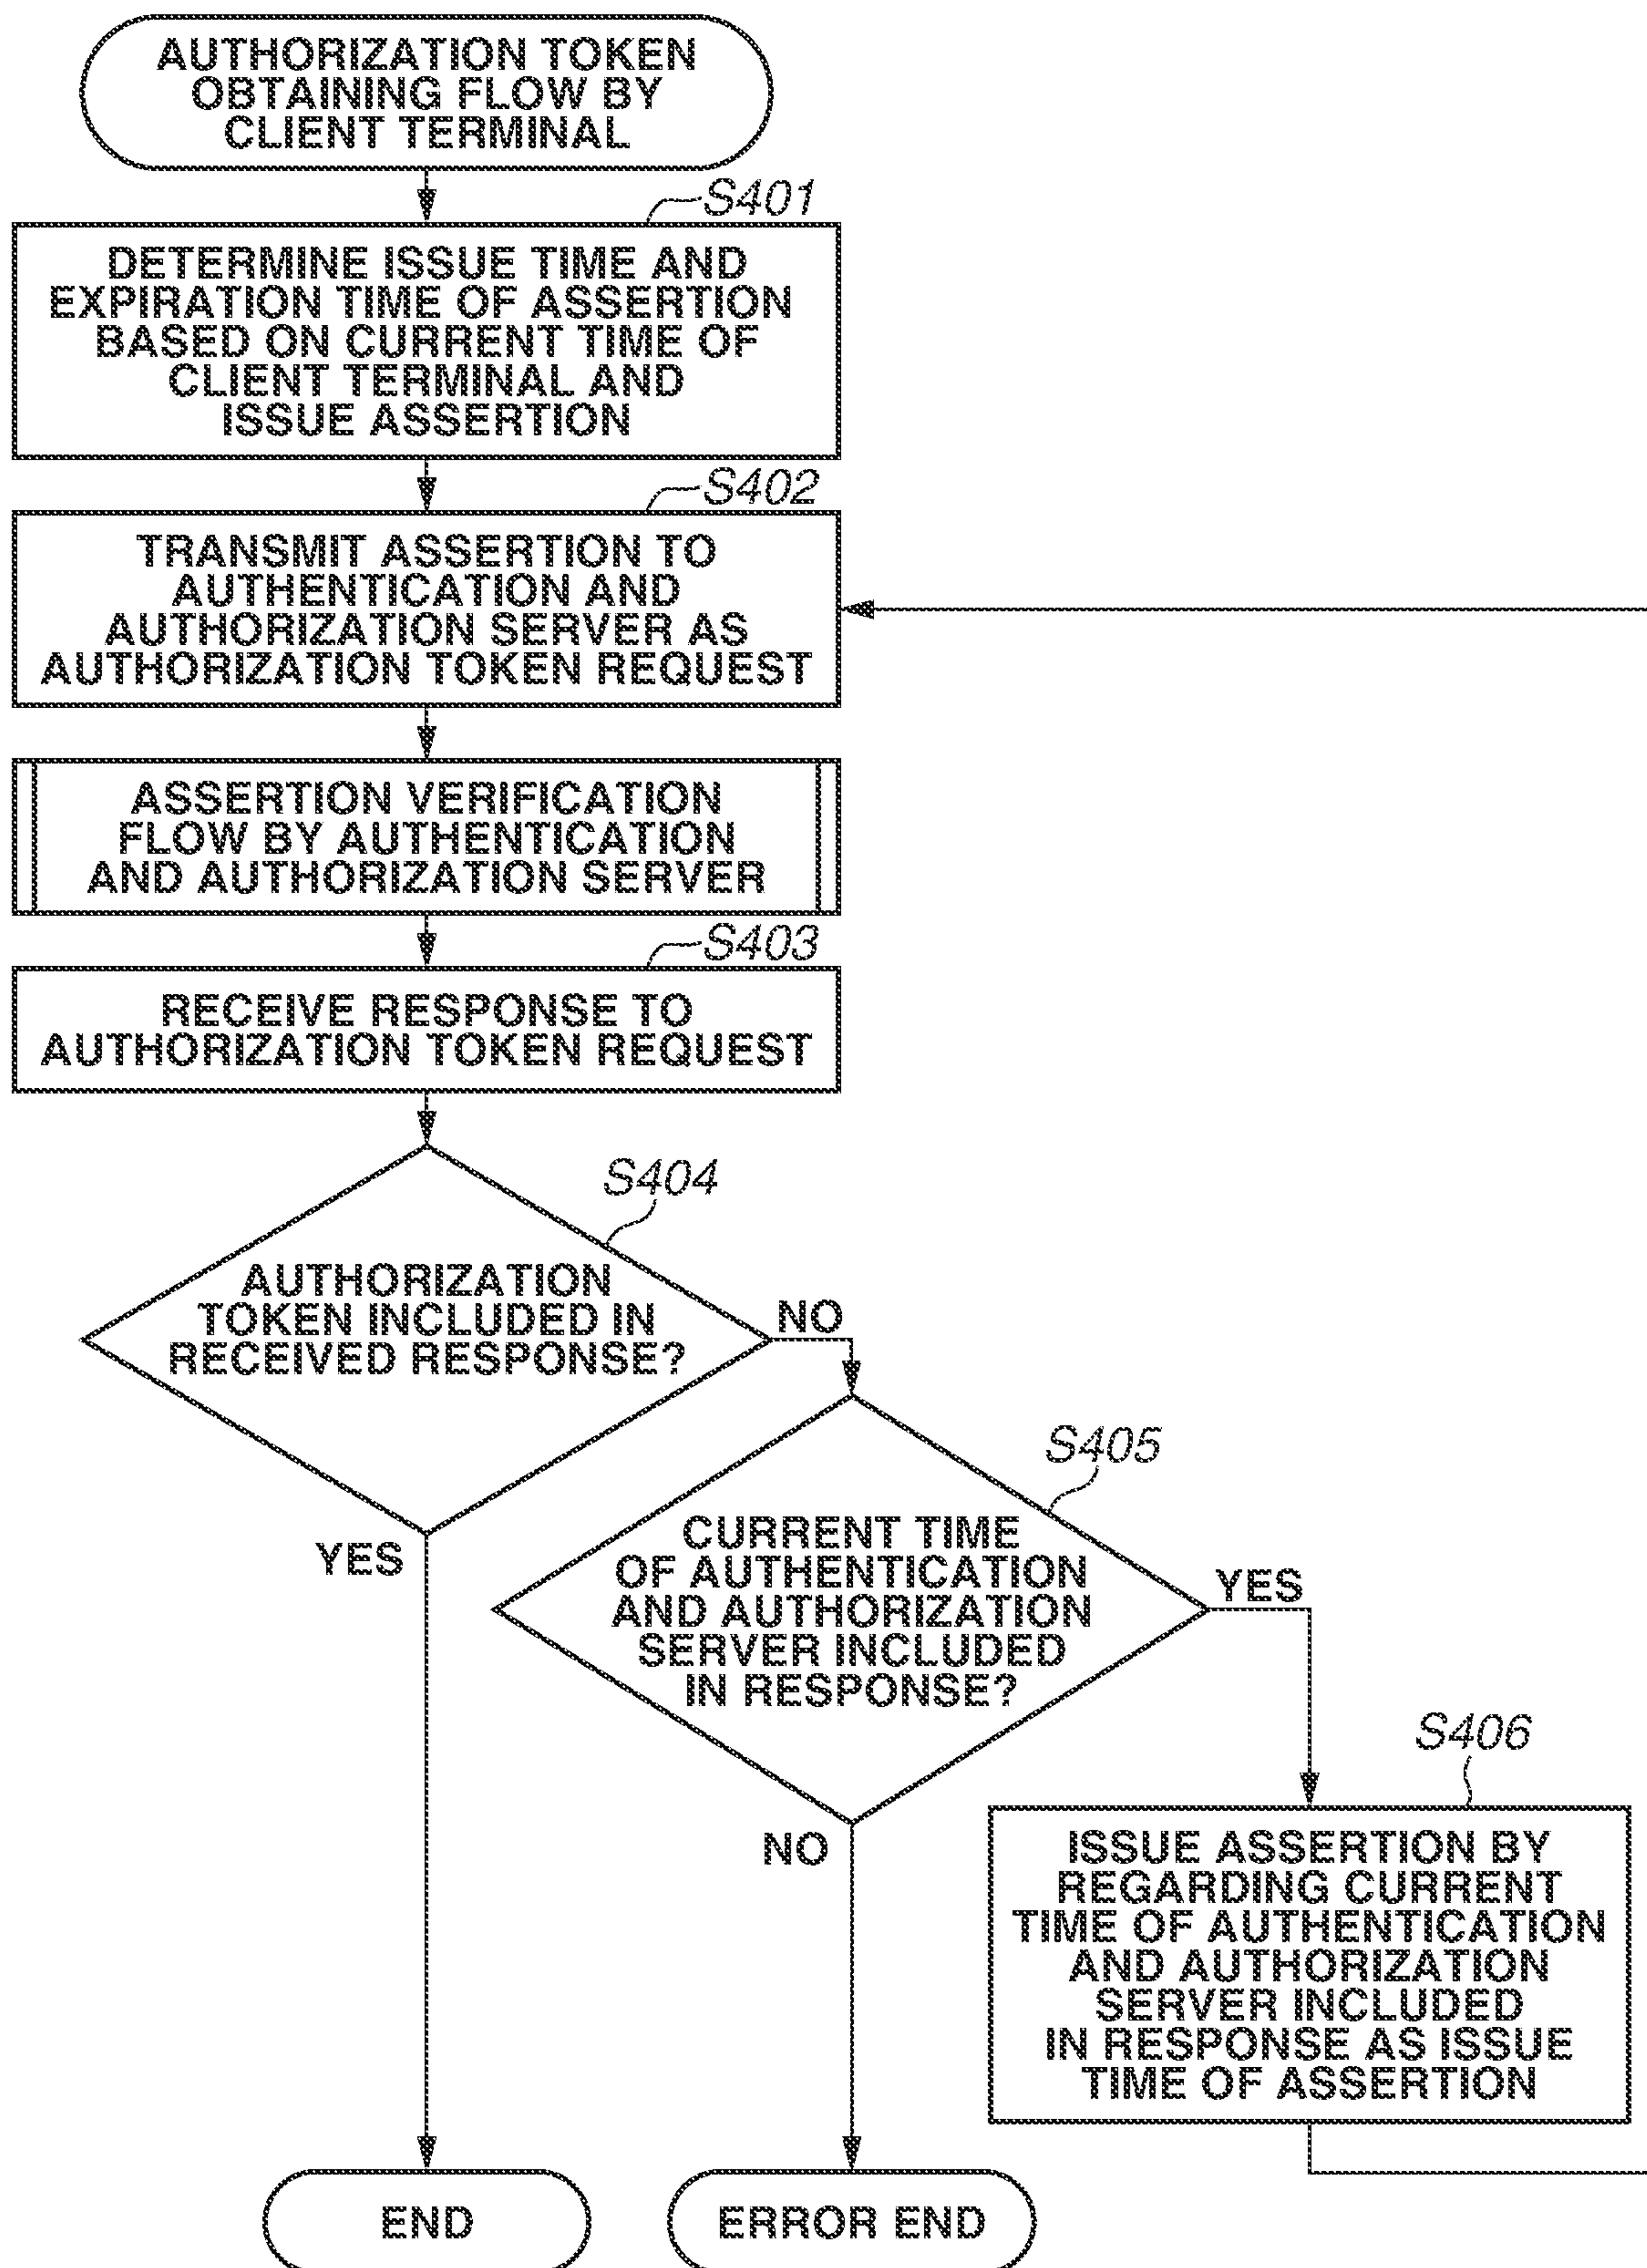 AUTHORIZATION TOKEN
OBTAINING FLOW BY
CLIENT TERMINAL
S401
DETERMINE ISSUE TIME AND
EXPIRATION TIME OF ASSERTION
BASED ON CURRENT TIME OF
CLIENT TERMINAL AND
ISSUE ASSERTION
S402
TRANSMIT ASSERTION TO
AUTHENTICATION AND
AUTHORIZATION SERVER AS
AUTHORIZATION TOKEN REQUEST
ASSERTION VERIFICATION
FLOW BY AUTHENTICATION
AND AUTHORIZATION SERVER
S403
RECEIVE RESPONSE TO
AUTHORIZATION TOKEN REQUEST
S404
AUTHORIZATION
TOKEN INCLUDED IN
RECEIVED RESPONSE?
NO
YES
S405
CURRENT TIME
OF AUTHENTICATION
AND AUTHORIZATION
SERVER INCLUDED
IN RESPONSE?
YES
NO
S406
ISSUE ASSERTION BY
REGARDING CURRENT
TIME OF AUTHENTICATION
AND AUTHORIZATION
SERVER INCLUDED
IN RESPONSE AS ISSUE
TIME OF ASSERTION
END
ERROR END